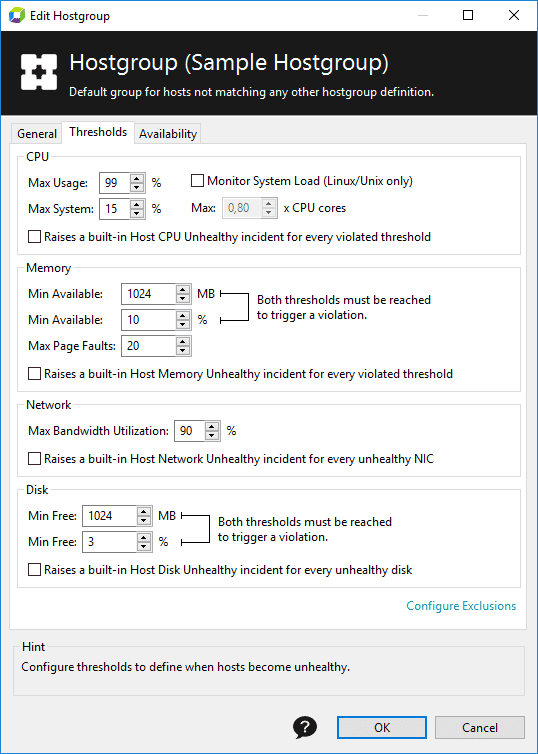 Edit Hostgroup
Hostgroup (Sample Hostgroup)
Default group for hosts not matching any other hostgroup definition.
General Thresholds Availability
CPU
Max Usage: 99 % Monitor System Load (Linux/Unix only)
Max System: 15 % Max: 0,80 x CPU cores
Raises a built-in Host CPU Unhealthy incident for every violated threshold
Memory
Min Available: 1024 MB
Both thresholds must be reached
Min Available: 10 %
to trigger a violation.
Max Page Faults: 20
Raises a built-in Host Memory Unhealthy incident for every violated threshold
Network
Max Bandwidth Utilization: 90 %
Raises a built-in Host Network Unhealthy incident for every unhealthy NIC
Disk
Min Free: 1024 MB
Both thresholds must be reached
Min Free: 3 %
to trigger a violation.
Raises a built-in Host Disk Unhealthy incident for every unhealthy disk
Configure Exclusions
Hint
Configure thresholds to define when hosts become unhealthy.
? OK Cancel